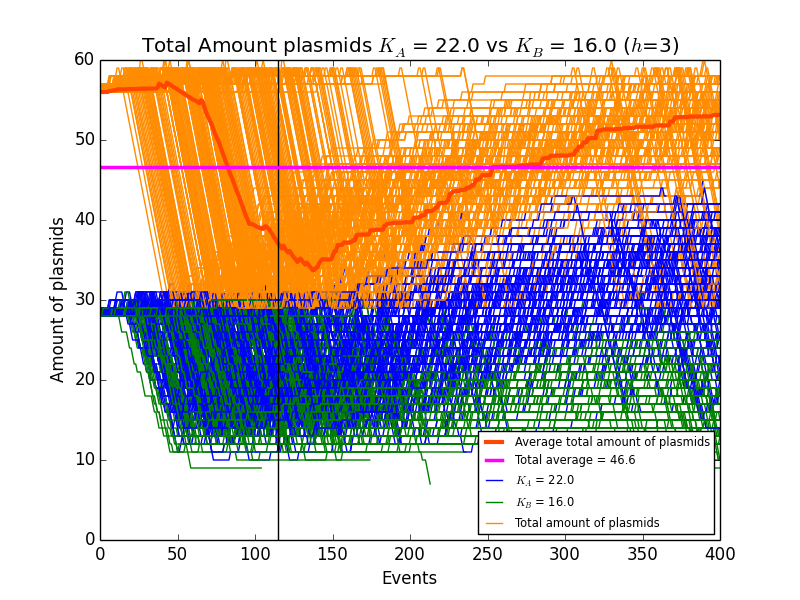 Total Amount plasmids K_A = 22.0 vs K_B = 16.0 (h=3)
60
50
40
30
20
10
0
Amount of plasmids
0 50 100 150 200 250 300 350 400
Events
Average total amount of plasmids
Total average = 46.6
K_A = 22.0
K_B = 16.0
Total amount of plasmids